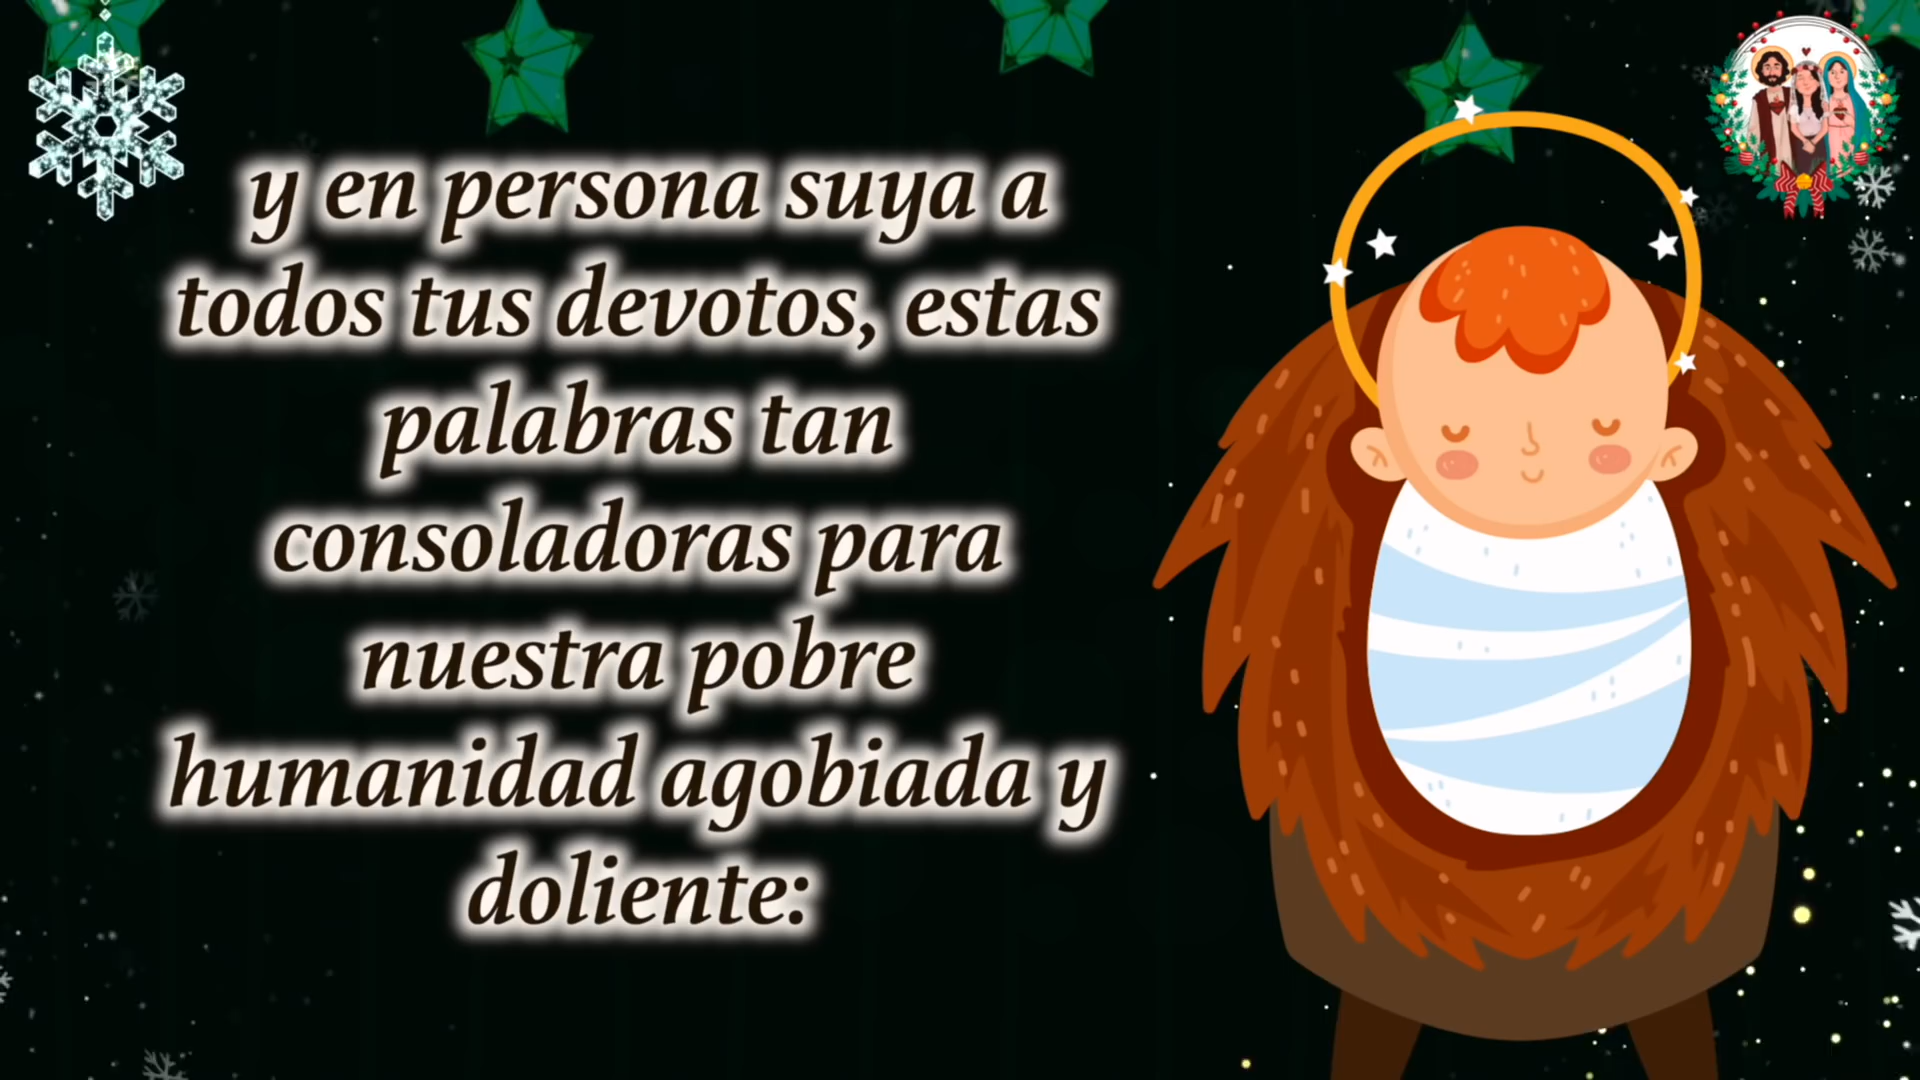 y en persona suya a
todos tus devotos, estas
palabras tan
consoladoras para
nuestra pobre
humanidad agobiada y
doliente: